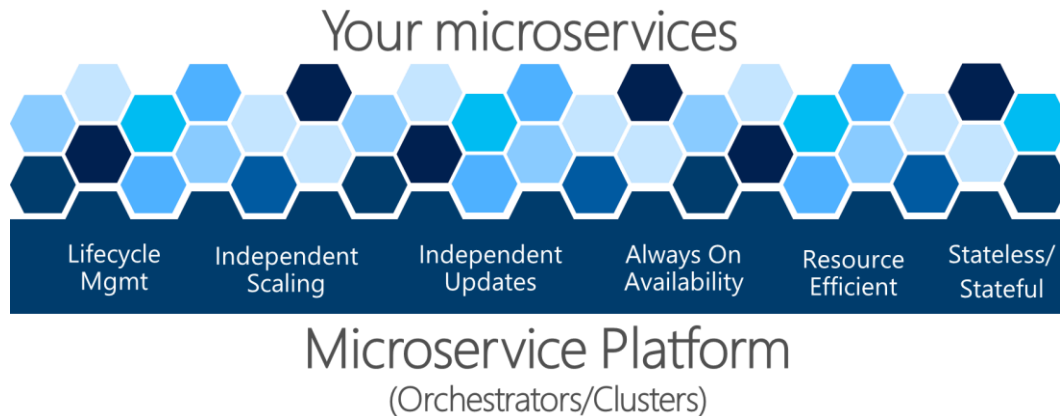 Your microservices
Lifecycle
Mgmt
Independent
Scaling
Independent
Updates
Always On
Availability
Resource
Efficient
Stateless/
Stateful
Microservice Platform
(Orchestrators/Clusters)